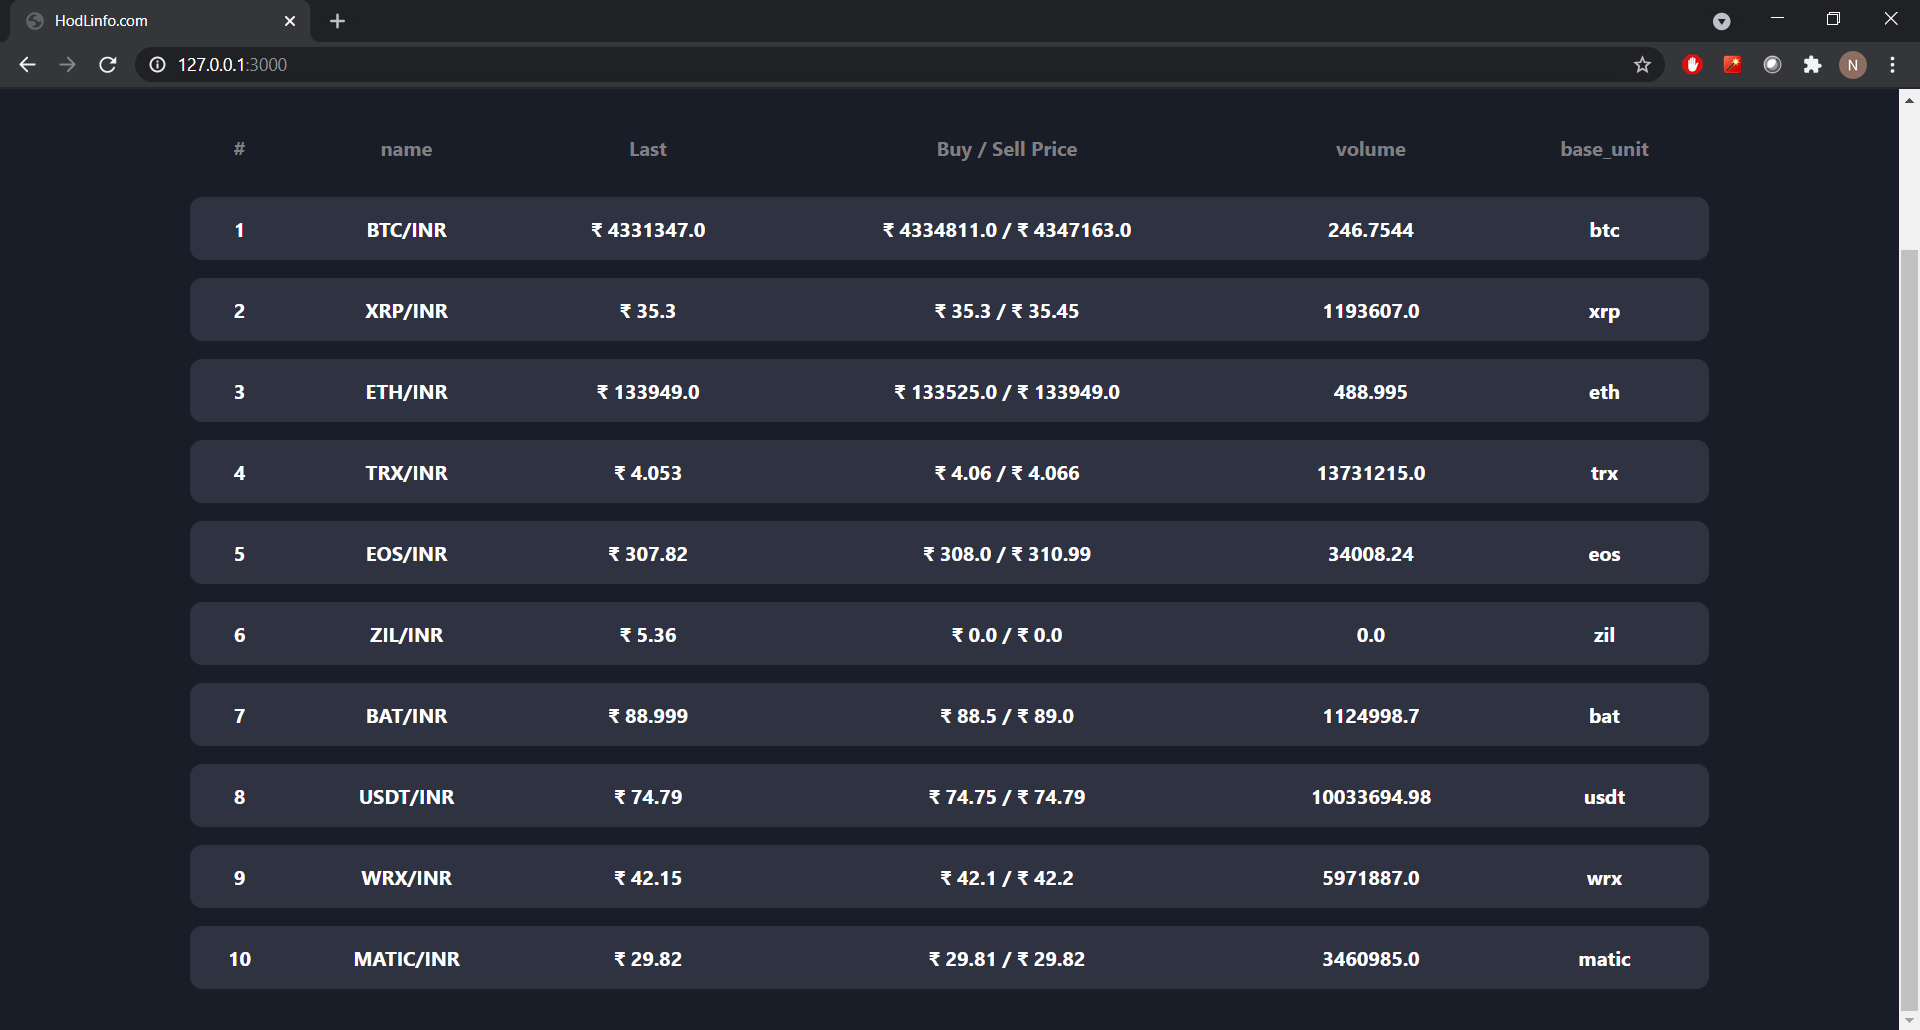 HodLinfo.com
127.0.0.1:3000
N
# name Last Buy / Sell Price volume base_unit
1 BTC/INR ₹ 4331347.0 ₹ 4334811.0 / ₹ 4347163.0 246.7544 btc
2 XRP/INR ₹ 35.3 ₹ 35.3 / ₹ 35.45 1193607.0 xrp
3 ETH/INR ₹ 133949.0 ₹ 133525.0 / ₹ 133949.0 488.995 eth
4 TRX/INR ₹ 4.053 ₹ 4.06 / ₹ 4.066 13731215.0 trx
5 EOS/INR ₹ 307.82 ₹ 308.0 / ₹ 310.99 34008.24 eos
6 ZIL/INR ₹ 5.36 ₹ 0.0 / ₹ 0.0 0.0 zil
7 BAT/INR ₹ 88.999 ₹ 88.5 / ₹ 89.0 1124998.7 bat
8 USDT/INR ₹ 74.79 ₹ 74.75 / ₹ 74.79 10033694.98 usdt
9 WRX/INR ₹ 42.15 ₹ 42.1 / ₹ 42.2 5971887.0 wrx
10 MATIC/INR ₹ 29.82 ₹ 29.81 / ₹ 29.82 3460985.0 matic